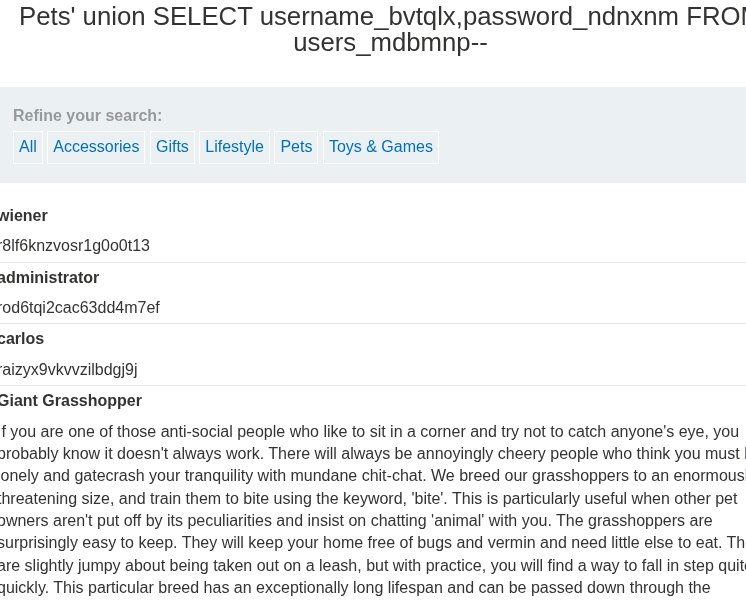 Pets' union SELECT username_bvtqlx,password_ndnxnm FROM
users_mdbmnp--
Refine your search:
All Accessories Gifts Lifestyle Pets Toys & Games
wiener
r8lf6knzvosr1g0o0t13
administrator
rod6tqi2cac63dd4m7ef
carlos
raizyx9vkvvzilbdgj9j
Giant Grasshopper
If you are one of those anti-social people who like to sit in a corner and try not to catch anyone's eye, you
probably know it doesn't always work. There will always be annoyingly cheery people who think you must
lonely and gatecrash your tranquility with mundane chit-chat. We breed our grasshoppers to an enormous
threatening size, and train them to bite using the keyword, 'bite'. This is particularly useful when other pet
owners aren't put off by its peculiarities and insist on chatting 'animal' with you. The grasshoppers are
surprisingly easy to keep. They will keep your home free of bugs and vermin and need little else to eat. Th
are slightly jumpy about being taken out on a leash, but with practice, you will find a way to fall in step quite
quickly. This particular breed has an exceptionally long lifespan and can be passed down through the